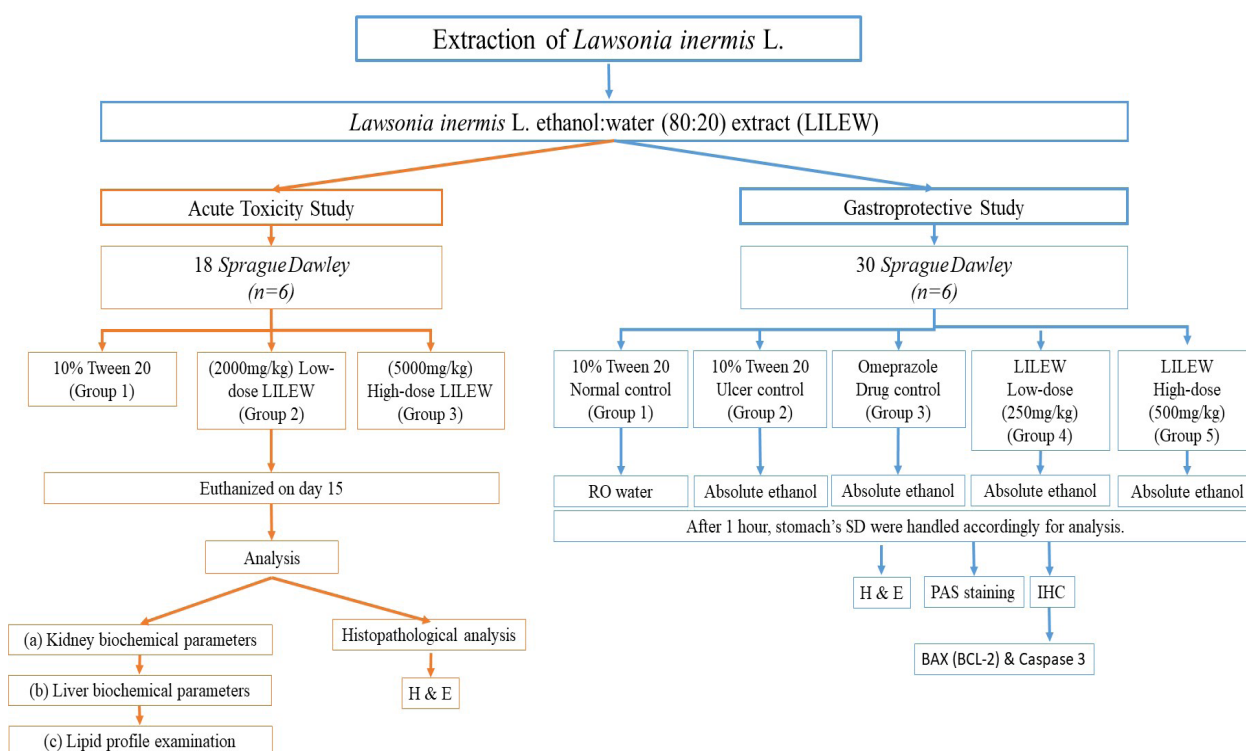 Extraction of Lawsonia inermis L.
Lawsonia inermis L. ethanol:water (80:20) extract (LILEW)
Acute Toxicity Study
18 Sprague Dawley
(n=6)
10% Tween 20
(Group 1)
(2000mg/kg) Low-
dose LILEW
(Group 2)
(5000mg/kg)
High-dose LILEW
(Group 3)
Euthanized on day 15
Analysis
(a) Kidney biochemical parameters
(b) Liver biochemical parameters
(c) Lipid profile examination
Histopathological analysis
H & E
Gastroprotective Study
30 Sprague Dawley
(n=6)
10% Tween 20
Normal control
(Group 1)
10% Tween 20
Ulcer control
(Group 2)
Omeprazole
Drug control
(Group 3)
LILEW
Low-dose
(250mg/kg)
(Group 4)
LILEW
High-dose
(500mg/kg)
(Group 5)
RO water
Absolute ethanol
Absolute ethanol
Absolute ethanol
Absolute ethanol
After 1 hour, stomach's SD were handled accordingly for analysis.
H & E
PAS staining
IHC
BAX (BCL-2) & Caspase 3